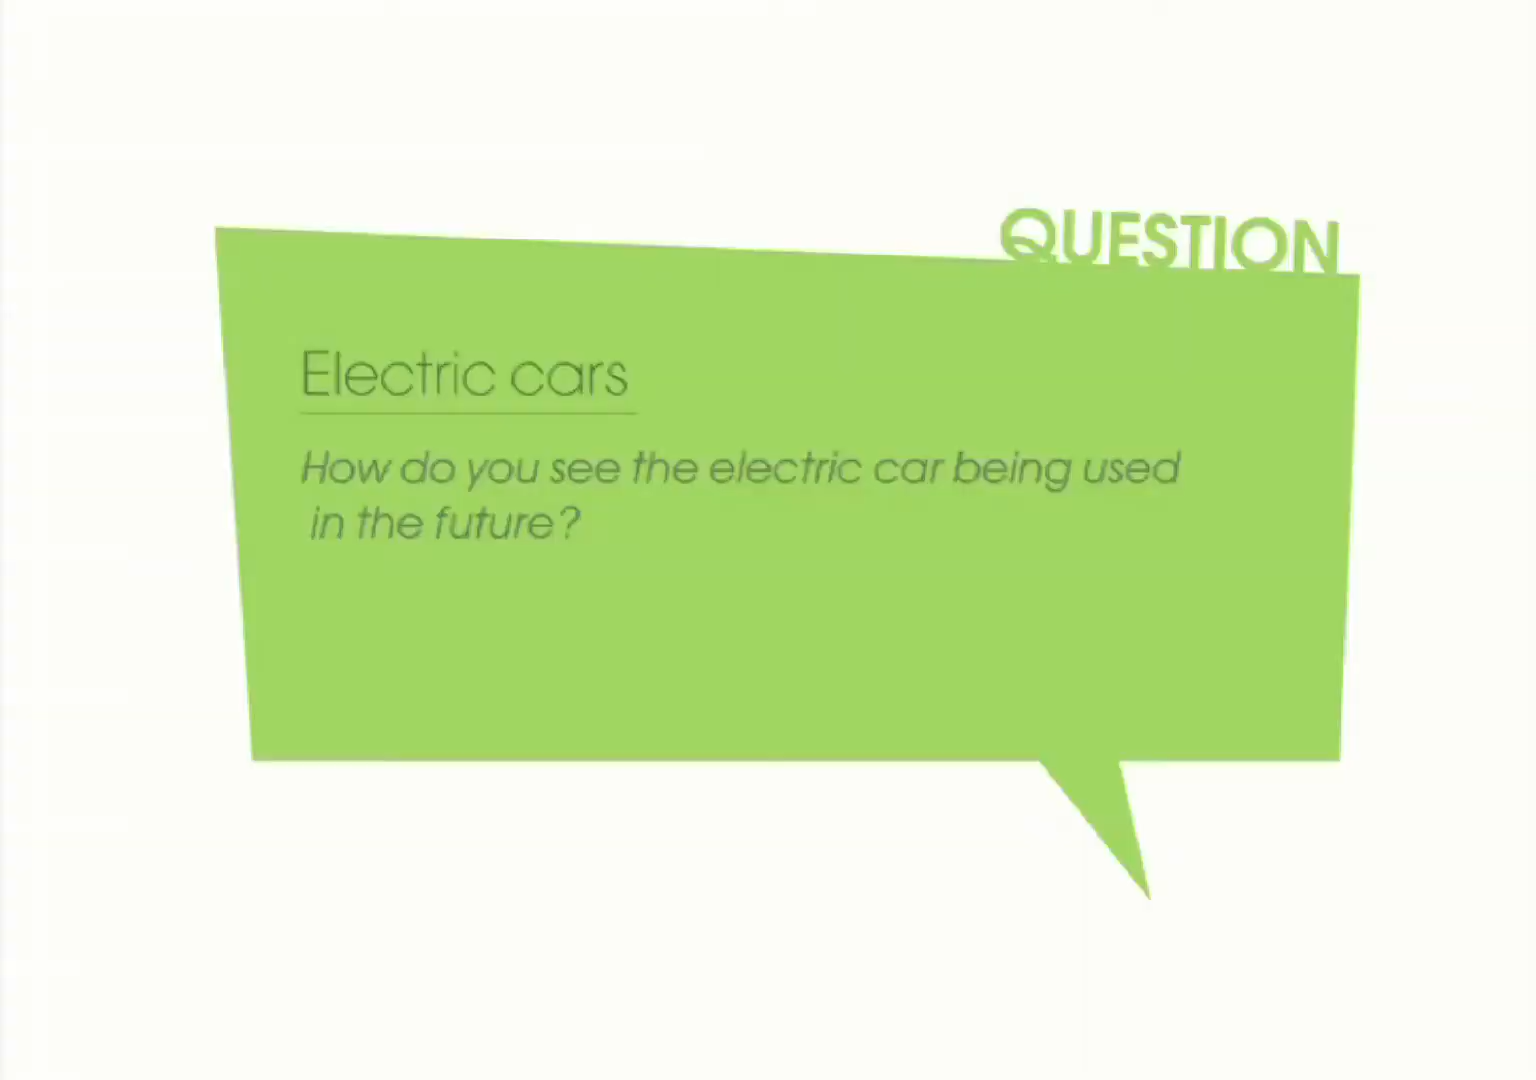 QUESTION
Electric cars
How do you see the electric car being used
in the future?